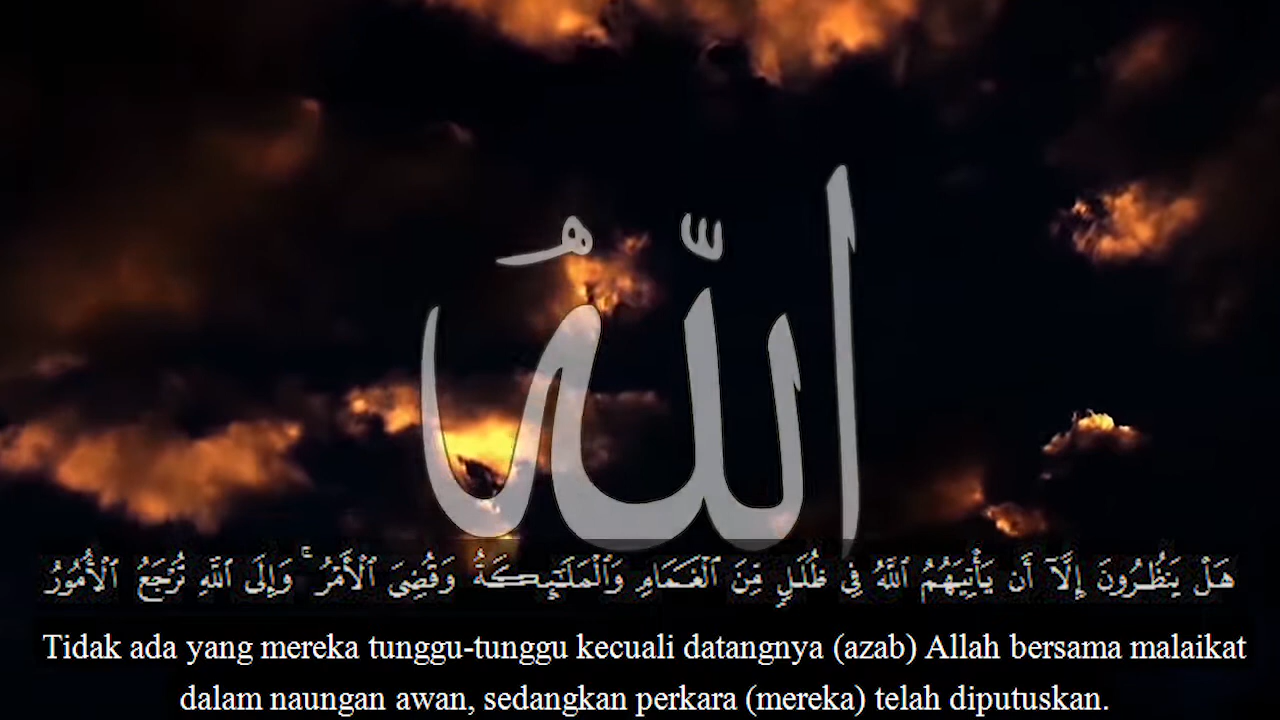 الله
هَلْ يَنظُرُونَ إِلَّآ أَن يَأْتِيَهُمُ ٱللَّهُ فِى ظُلَلٍ مِّنَ ٱلْغَمَامِ وَٱلْمَلَٰٓئِكَةُ وَقُضِىَ ٱلْأَمْرُ ۚ وَإِلَى ٱللَّهِ تُرْجَعُ ٱلْأُمُورُ
Tidak ada yang mereka tunggu-tunggu kecuali datangnya (azab) Allah bersama malaikat
dalam naungan awan, sedangkan perkara (mereka) telah diputuskan.